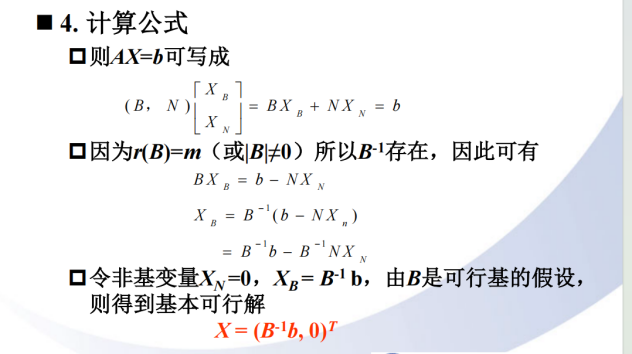 ■ 4. 计算公式
□则AX=b可写成
(B, N)[X_B X_N] = BX_B + NX_N = b
□因为r(B)=m（或|B|≠0）所以B⁻¹存在，因此可有
BX_B = b − NX_N
X_B = B⁻¹(b − NX_n)
= B⁻¹b − B⁻¹NX_N
□令非基变量X_N=0，X_B= B⁻¹ b，由B是可行基的假设，
则得到基本可行解
X = (B⁻¹b, 0)ᵀ